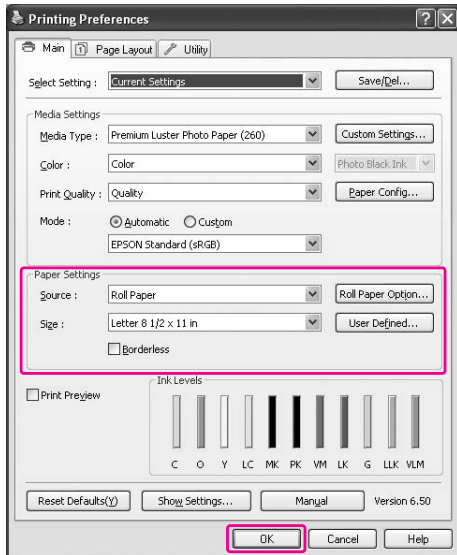 Printing Preferences
Main Page Layout Utility
Select Setting : Current Settings Save/Del...
Media Settings
Media Type : Premium Luster Photo Paper (260) Custom Settings...
Color : Color Photo Black Ink
Print Quality : Quality Paper Config...
Mode : Automatic Custom
EPSON Standard (sRGB)
Paper Settings
Source : Roll Paper Roll Paper Option...
Size : Letter 8 1/2 x 11 in User Defined...
Borderless
Print Preview
Ink Levels
C O Y LC MK PK VM LK G LLK VLM
Reset Defaults(Y) Show Settings... Manual Version 6.50
OK Cancel Help